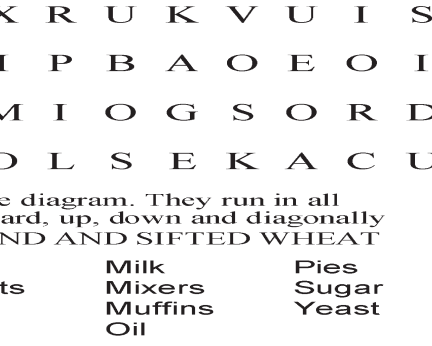 X R U K V U I S
I P B A O E O I
M I O G S O R D
O L S E K A C U
e diagram. They run in all
ard, up, down and diagonally
ND AND SIFTED WHEAT
Milk Pies
ts Mixers Sugar
Muffins Yeast
Oil